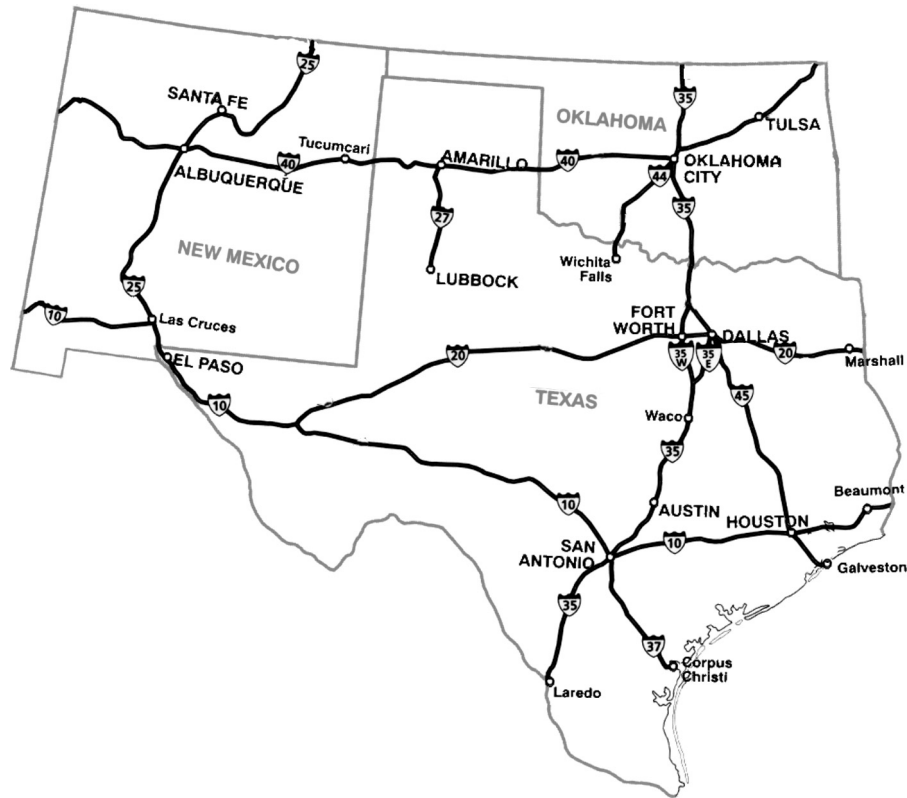 25
SANTA FE
35
OKLAHOMA
TULSA
Tucumcari
40
AMARILLO
40
OKLAHOMA
CITY
44
ALBUQUERQUE
27
35
NEW MEXICO
Wichita
Falls
LUBBOCK
25
10
Las Cruces
FORT
WORTH
DALLAS
EL PASO
20
35
W
35
E
20
Marshall
10
TEXAS
45
Waco
35
Beaumont
10
AUSTIN
HOUSTON
SAN
ANTONIO
10
Galveston
35
37
Corpus
Christi
Laredo